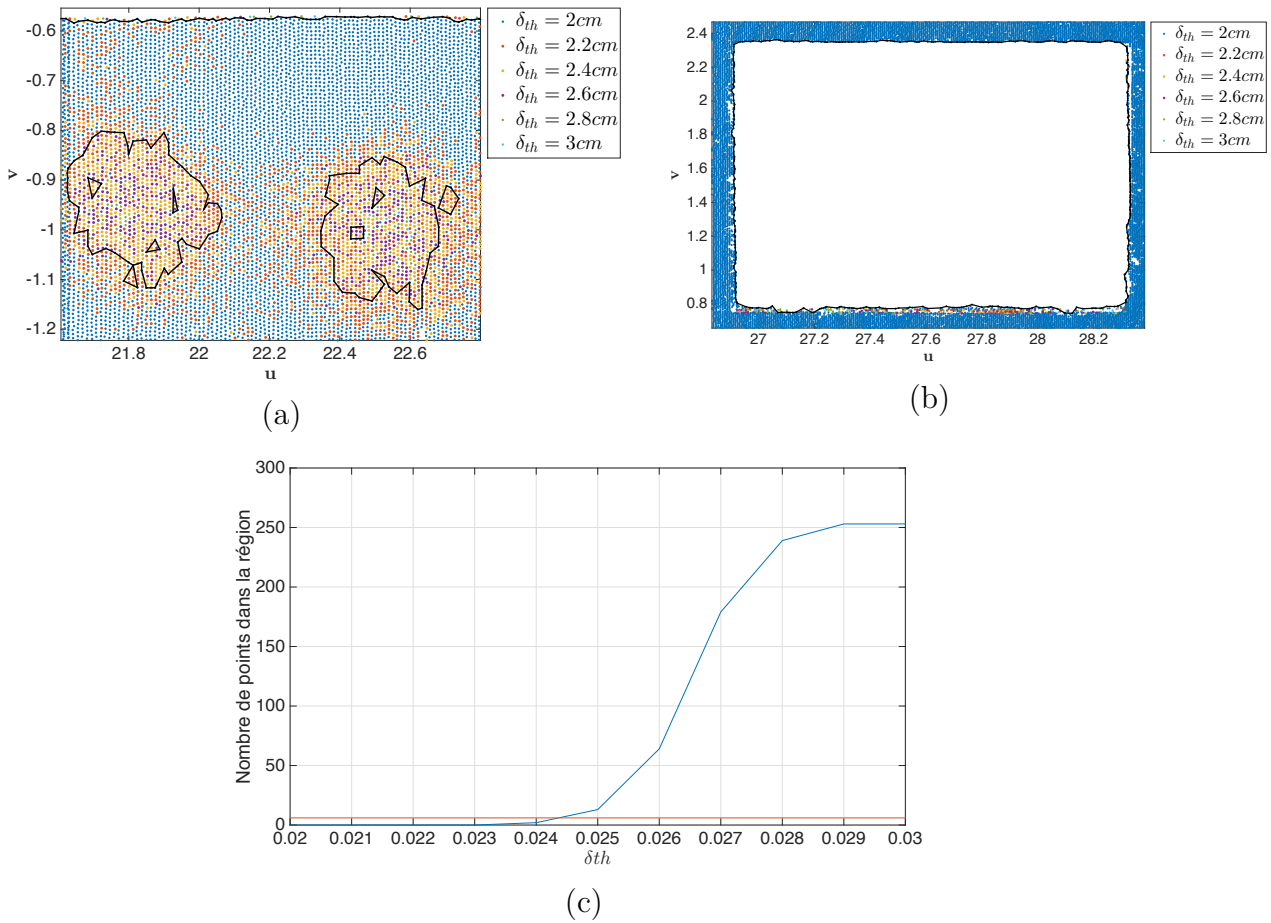 -0.6
-0.7
-0.8
-0.9
-1
-1.1
-1.2
v
21.8 22 22.2 22.4 22.6
u
δth = 2cm
δth = 2.2cm
δth = 2.4cm
δth = 2.6cm
δth = 2.8cm
δth = 3cm
(a)
2.4
2.2
2
1.8
1.6
1.4
1.2
1
0.8
v
27 27.2 27.4 27.6 27.8 28 28.2
u
δth = 2cm
δth = 2.2cm
δth = 2.4cm
δth = 2.6cm
δth = 2.8cm
δth = 3cm
(b)
300
250
200
150
100
50
0
Nombre de points dans la région
0.02 0.021 0.022 0.023 0.024 0.025 0.026 0.027 0.028 0.029 0.03
δth
(c)